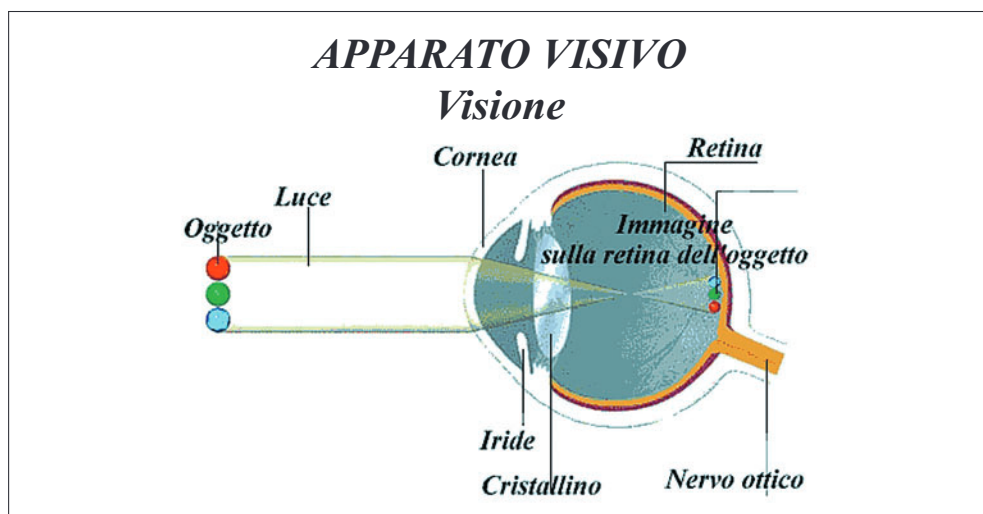 APPARATO VISIVO
Visione
Cornea
Retina
Luce
Oggetto
Immagine
sulla retina dell'oggetto
Iride
Cristallino
Nervo ottico